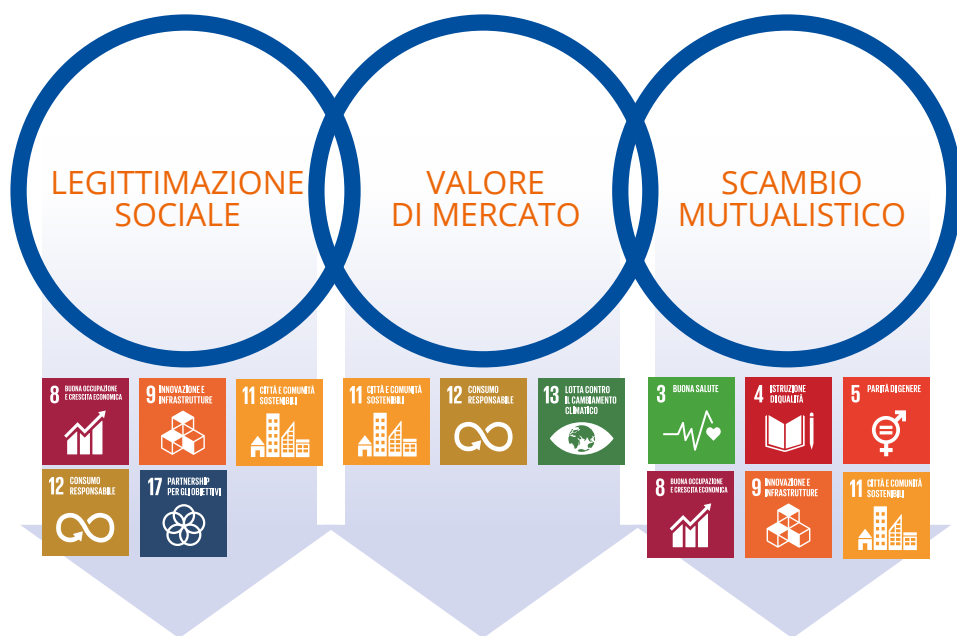 LEGITTIMAZIONE
SOCIALE
VALORE
DI MERCATO
SCAMBIO
MUTUALISTICO
8 BUONA OCCUPAZIONE
E CRESCITA ECONOMICA
9 INNOVAZIONE E
INFRASTRUTTURE
11 CITTÀ E COMUNITÀ
SOSTENIBILI
12 CONSUMO
RESPONSABILE
17 PARTNERSHIP
PER GLI OBIETTIVI
11 CITTÀ E COMUNITÀ
SOSTENIBILI
12 CONSUMO
RESPONSABILE
13 LOTTA CONTRO
IL CAMBIAMENTO
CLIMATICO
3 BUONA SALUTE
4 ISTRUZIONE
DI QUALITÀ
5 PARITÀ DI GENERE
8 BUONA OCCUPAZIONE
E CRESCITA ECONOMICA
9 INNOVAZIONE E
INFRASTRUTTURE
11 CITTÀ E COMUNITÀ
SOSTENIBILI